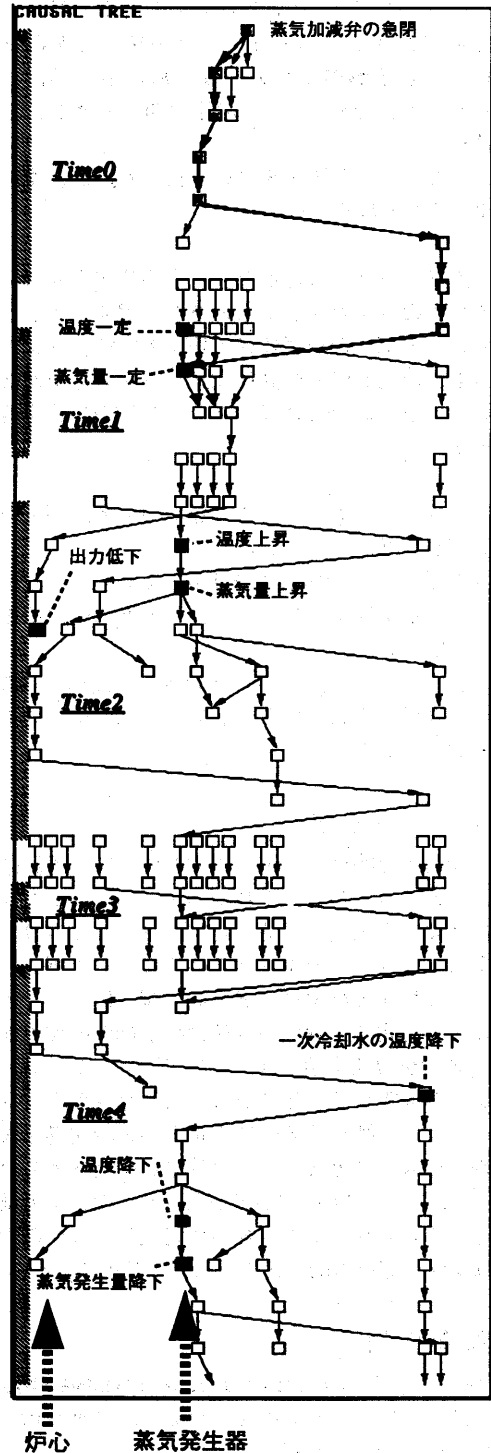 CAUSAL TREE
蒸気加減弁の急閉
Time0
温度一定
蒸気量一定
Time1
温度上昇
出力低下
蒸気量上昇
Time2
Time3
一次冷却水の温度降下
Time4
温度降下
蒸気発生量降下
炉心
蒸気発生器